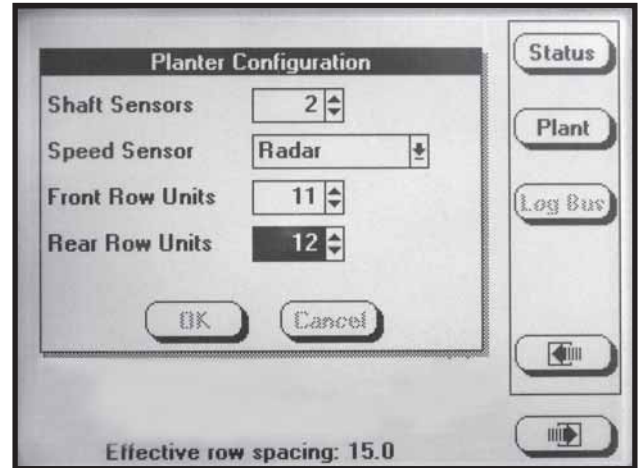 Planter Configuration
Shaft Sensors 2
Speed Sensor Radar
Front Row Units 11
Rear Row Units 12
OK Cancel
Effective row spacing: 15.0
Status
Plant
Log Bus